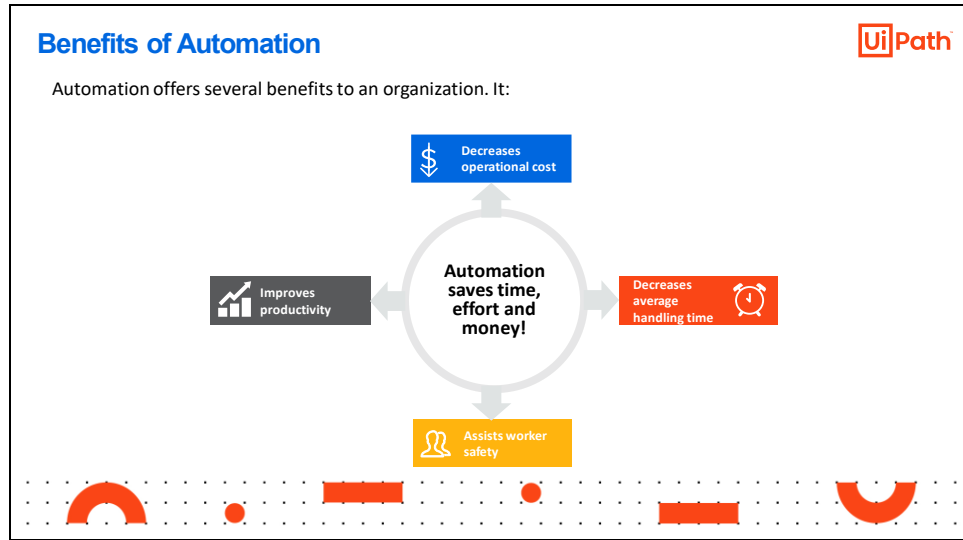 Benefits of Automation
UiPath
Automation offers several benefits to an organization. It:
Decreases
operational cost
Automation
saves time,
effort and
money!
Improves
productivity
Decreases
average
handling time
Assists worker
safety